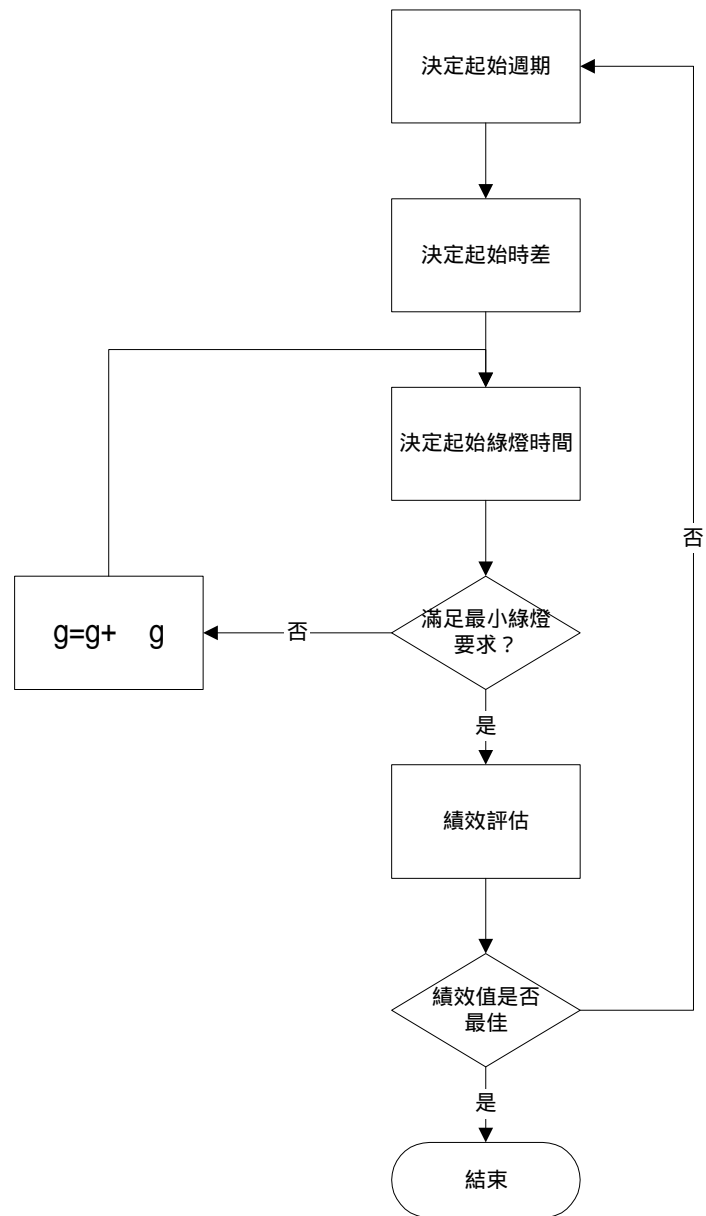 決定起始週期
決定起始時差
決定起始綠燈時間
否
滿足最小綠燈
要求？
否
g=g+ g
是
績效評估
績效值是否
最佳
是
結束